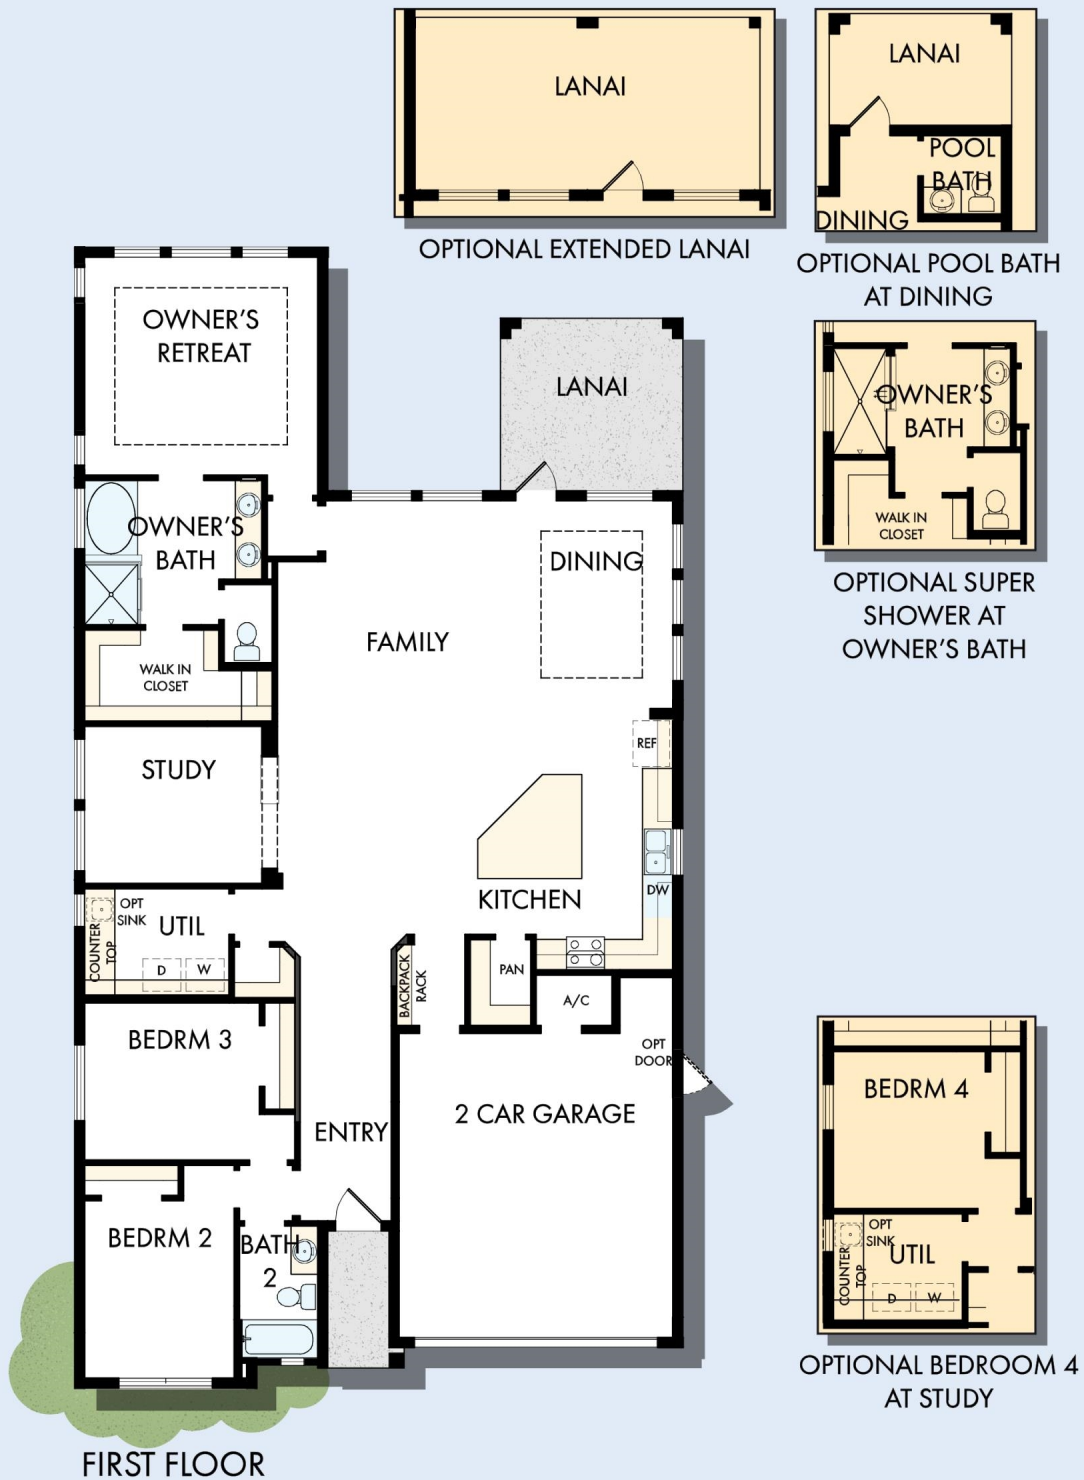 LANAI
OPTIONAL EXTENDED LANAI
LANAI
POOL
BATH
DINING
OPTIONAL POOL BATH
AT DINING
OWNER'S
RETREAT
LANAI
OWNER'S
BATH
WALK IN
CLOSET
OPTIONAL SUPER
SHOWER AT
OWNER'S BATH
OWNER'S
BATH
DINING
FAMILY
WALK IN
CLOSET
REF
STUDY
KITCHEN
DW
OPT
SINK
UTIL
COUNTER
TOP
D
W
BACKPACK
RACK
PAN
A/C
BEDRM 3
OPT
DOOR
ENTRY
2 CAR GARAGE
BEDRM 2
BATH
2
BEDRM 4
OPT
SINK
UTIL
COUNTER
TOP
D
W
OPTIONAL BEDROOM 4
AT STUDY
FIRST FLOOR